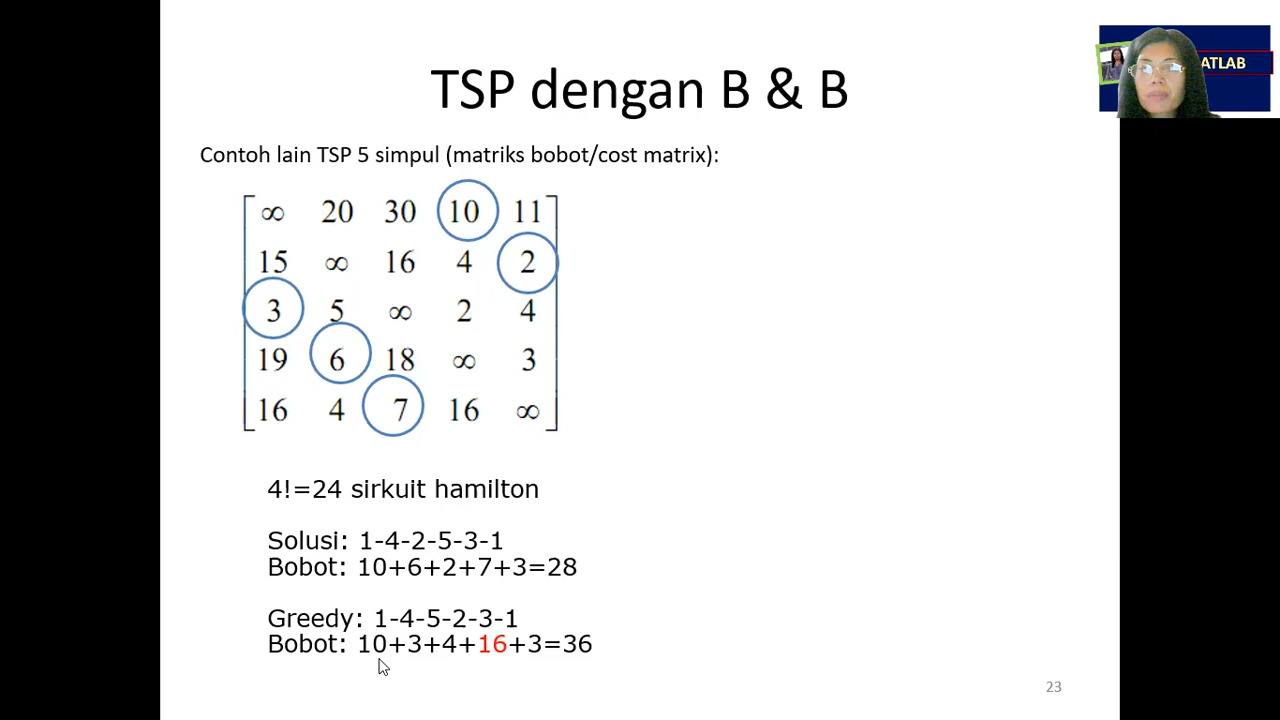 ATLAB
TSP dengan B & B
Contoh lain TSP 5 simpul (matriks bobot/cost matrix):
∞ 20 30 10 11
15 ∞ 16 4 2
3 5 ∞ 2 4
19 6 18 ∞ 3
16 4 7 16 ∞
4!=24 sirkuit hamilton
Solusi: 1-4-2-5-3-1
Bobot: 10+6+2+7+3=28
Greedy: 1-4-5-2-3-1
Bobot: 10+3+4+16+3=36
23